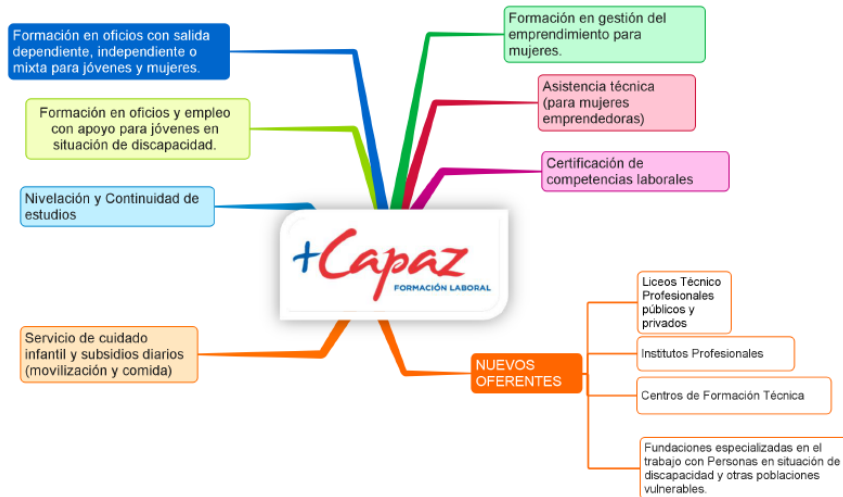 Formación en oficios con salida
dependiente, independiente o
mixta para jóvenes y mujeres.
Formación en oficios y empleo
con apoyo para jóvenes en
situación de discapacidad.
Nivelación y Continuidad de
estudios
Servicio de cuidado
infantil y subsidios diarios
(movilización y comida)
+Capaz
FORMACIÓN LABORAL
Formación en gestión del
emprendimiento para
mujeres.
Asistencia técnica
(para mujeres
emprendedoras)
Certificación de
competencias laborales
NUEVOS
OFERENTES
Liceos Técnico
Profesionales
públicos y
privados
Institutos Profesionales
Centros de Formación Técnica
Fundaciones especializadas en el
trabajo con Personas en situación de
discapacidad y otras poblaciones
vulnerables.